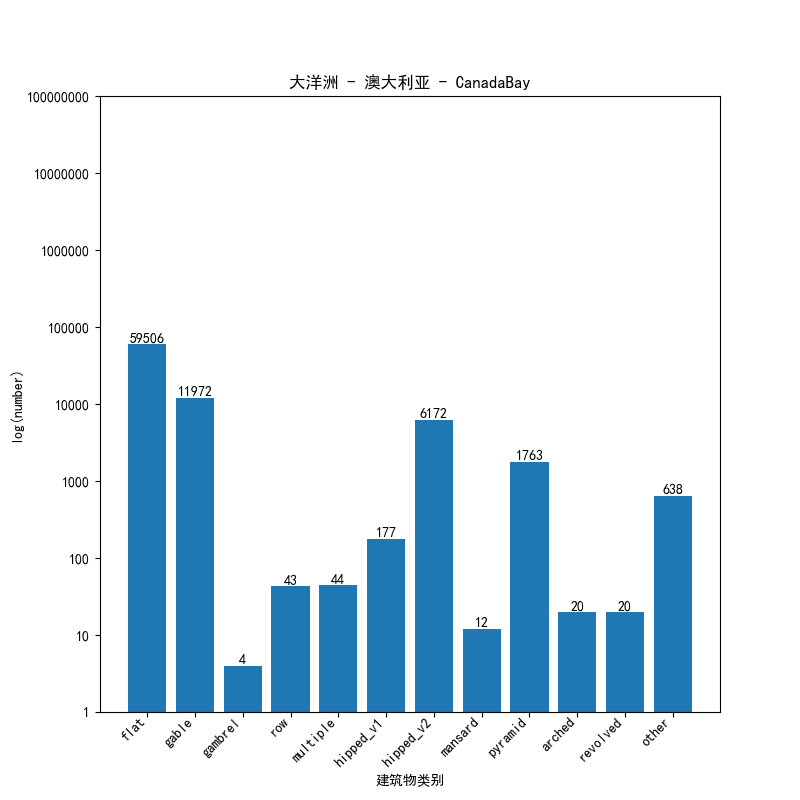 大洋洲 - 澳大利亚 - CanadaBay
100000000
10000000
1000000
100000
10000
1000
100
10
1
log(number)
59506
11972
4
43
44
177
6172
12
1763
20
20
638
flat
gable
gambrel
row
multiple
hipped_v1
hipped_v2
mansard
pyramid
arched
revolved
other
建筑物类别